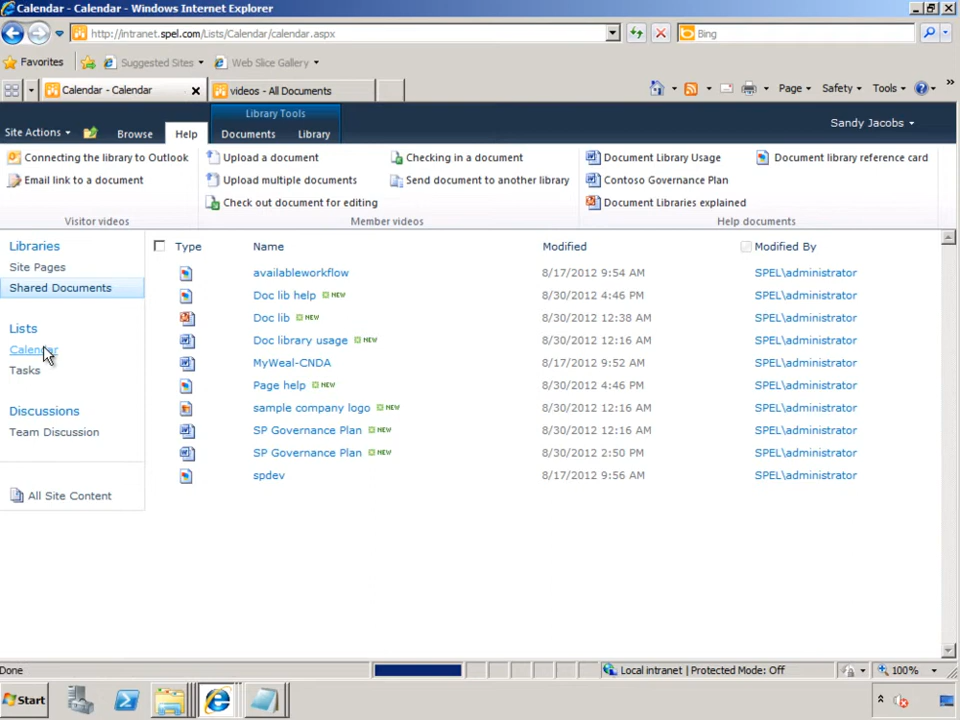 Calendar - Calendar - Windows Internet Explorer
http://intranet.spel.com/Lists/Calendar/calendar.aspx
Bing
Favorites
Suggested Sites
Web Slice Gallery
Calendar - Calendar
videos - All Documents
Page
Safety
Tools
»
Library Tools
Sandy Jacobs
Site Actions
Browse
Help
Documents
Library
Connecting the library to Outlook
Upload a document
Checking in a document
Document Library Usage
Document library reference card
Email link to a document
Upload multiple documents
Send document to another library
Contoso Governance Plan
Check out document for editing
Document Libraries explained
Visitor videos
Member videos
Help documents
Libraries
Site Pages
Shared Documents
Lists
Calendar
Tasks
Discussions
Team Discussion
All Site Content
Type Name Modified Modified By
availableworkflow 8/17/2012 9:54 AM SPEL\administrator
Doc lib help NEW 8/30/2012 4:46 PM SPEL\administrator
Doc lib NEW 8/30/2012 12:38 AM SPEL\administrator
Doc library usage NEW 8/30/2012 12:16 AM SPEL\administrator
MyWeal-CNDA 8/17/2012 9:52 AM SPEL\administrator
Page help NEW 8/30/2012 4:46 PM SPEL\administrator
sample company logo NEW 8/30/2012 12:16 AM SPEL\administrator
SP Governance Plan NEW 8/30/2012 12:16 AM SPEL\administrator
SP Governance Plan NEW 8/30/2012 2:50 PM SPEL\administrator
spdev 8/17/2012 9:56 AM SPEL\administrator
Done
Local intranet | Protected Mode: Off
100%
Start